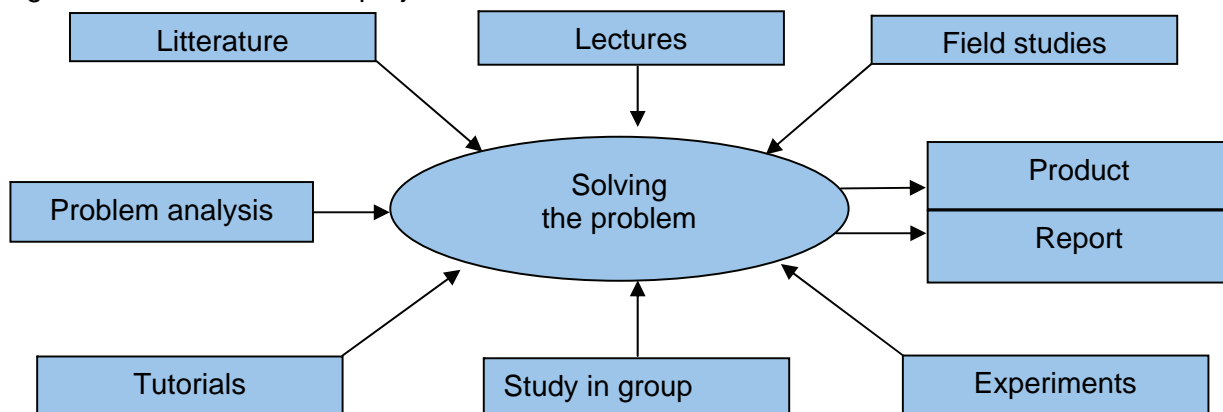 Litterature
Lectures
Field studies
Problem analysis
Solving
the problem
Product
Report
Tutorials
Study in group
Experiments